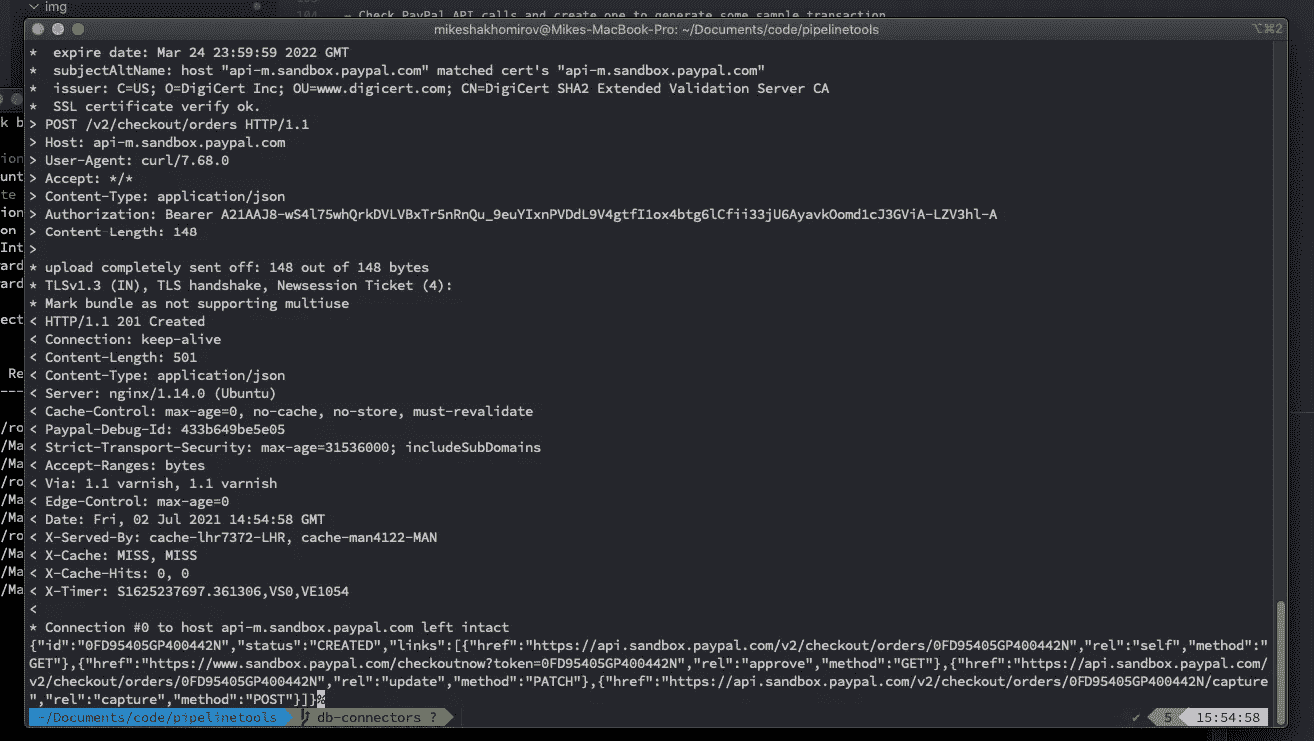 img
- Check PayPal API calls and create one to generate some sample transaction
mikeshakhomirov@Mikes-MacBook-Pro: ~/Documents/code/pipelinetools
⌥⌘2
*  expire date: Mar 24 23:59:59 2022 GMT
*  subjectAltName: host "api-m.sandbox.paypal.com" matched cert's "api-m.sandbox.paypal.com"
*  issuer: C=US; O=DigiCert Inc; OU=www.digicert.com; CN=DigiCert SHA2 Extended Validation Server CA
*  SSL certificate verify ok.
> POST /v2/checkout/orders HTTP/1.1
> Host: api-m.sandbox.paypal.com
> User-Agent: curl/7.68.0
> Accept: */*
> Content-Type: application/json
> Authorization: Bearer A21AAJ8-wS4l75whQrkDVLVBxTr5nRnQu_9euYIxnPVDdL9V4gtfI1ox4btg6lCfii33jU6AyavkOomd1cJ3GViA-LZV3hl-A
> Content-Length: 148
>
* upload completely sent off: 148 out of 148 bytes
* TLSv1.3 (IN), TLS handshake, Newsession Ticket (4):
* Mark bundle as not supporting multiuse
< HTTP/1.1 201 Created
< Connection: keep-alive
< Content-Length: 501
< Content-Type: application/json
< Server: nginx/1.14.0 (Ubuntu)
< Cache-Control: max-age=0, no-cache, no-store, must-revalidate
< Paypal-Debug-Id: 433b649be5e05
< Strict-Transport-Security: max-age=31536000; includeSubDomains
< Accept-Ranges: bytes
< Via: 1.1 varnish, 1.1 varnish
< Edge-Control: max-age=0
< Date: Fri, 02 Jul 2021 14:54:58 GMT
< X-Served-By: cache-lhr7372-LHR, cache-man4122-MAN
< X-Cache: MISS, MISS
< X-Cache-Hits: 0, 0
< X-Timer: S1625237697.361306,VS0,VE1054
<
* Connection #0 to host api-m.sandbox.paypal.com left intact
{"id":"0FD95405GP400442N","status":"CREATED","links":[{"href":"https://api.sandbox.paypal.com/v2/checkout/orders/0FD95405GP400442N","rel":"self","method":"
GET"},{"href":"https://www.sandbox.paypal.com/checkoutnow?token=0FD95405GP400442N","rel":"approve","method":"GET"},{"href":"https://api.sandbox.paypal.com/
v2/checkout/orders/0FD95405GP400442N","rel":"update","method":"PATCH"},{"href":"https://api.sandbox.paypal.com/v2/checkout/orders/0FD95405GP400442N/capture
","rel":"capture","method":"POST"}]}%
~/Documents/code/pipelinetools db-connectors ? ✓ 5 15:54:58